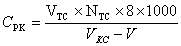 C_РК = (V_ТС × N_ТС × 8 × 1000) / (V_КС − V)